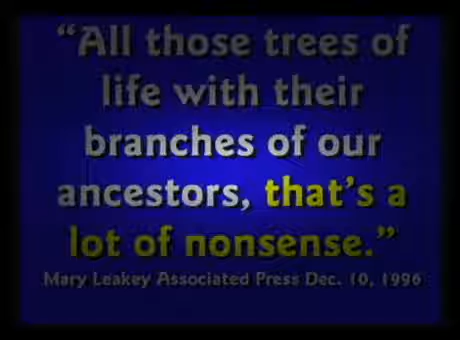 “All those trees of
life with their
branches of our
ancestors, that’s a
lot of nonsense.”
Mary Leakey Associated Press Dec. 10, 1996